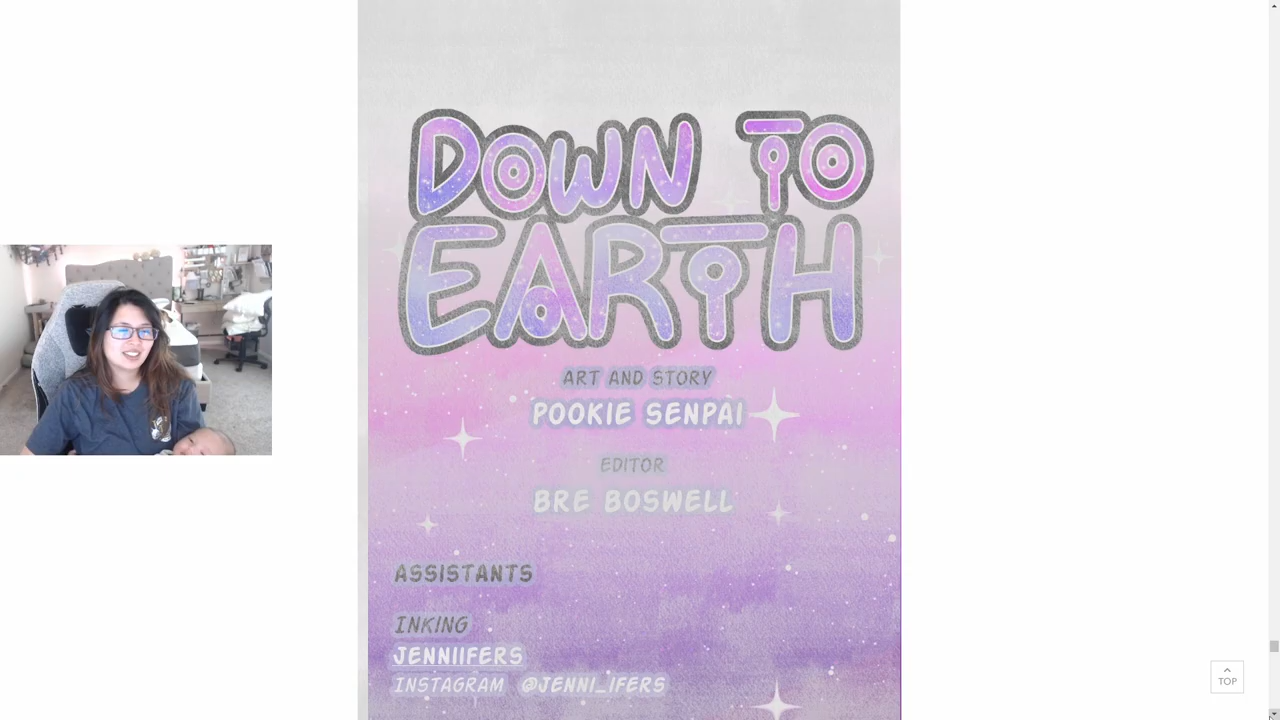 DOWN TO
EARTH
ART AND STORY
POOKIE SENPAI
EDITOR
BRE BOSWELL
ASSISTANTS
INKING
JENNIIFERS
INSTAGRAM @JENNI_IFERS
TOP